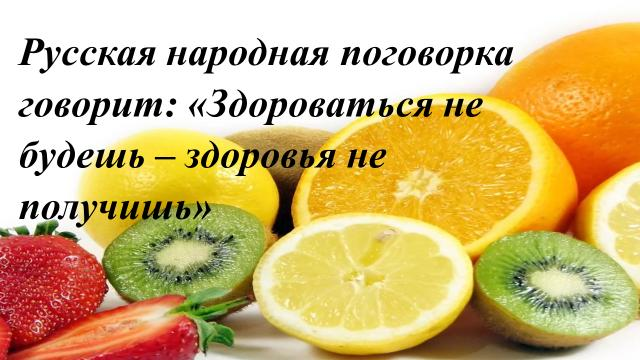 Русская народная поговорка
говорит: «Здороваться не
будешь – здоровья не
получишь»